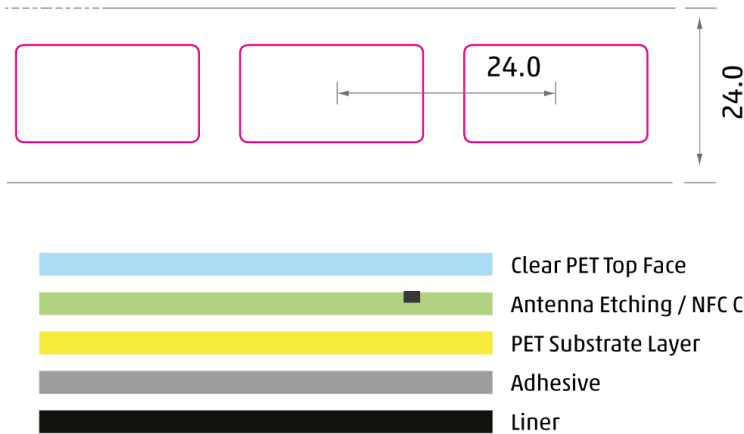 24.0
24.0
Clear PET Top Face
Antenna Etching / NFC C
PET Substrate Layer
Adhesive
Liner